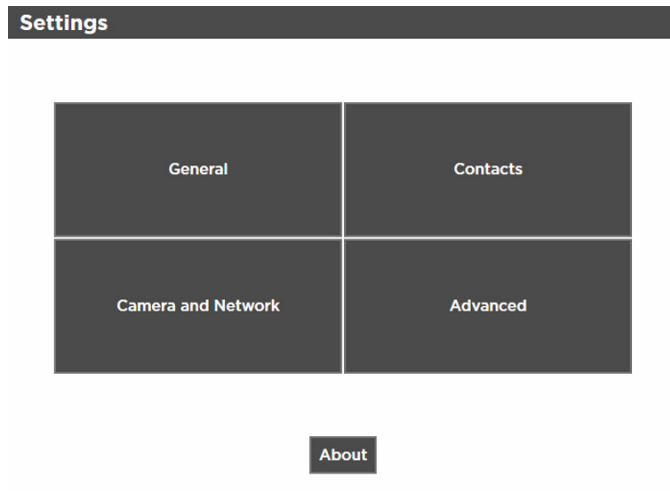 Settings
General
Contacts
Camera and Network
Advanced
About